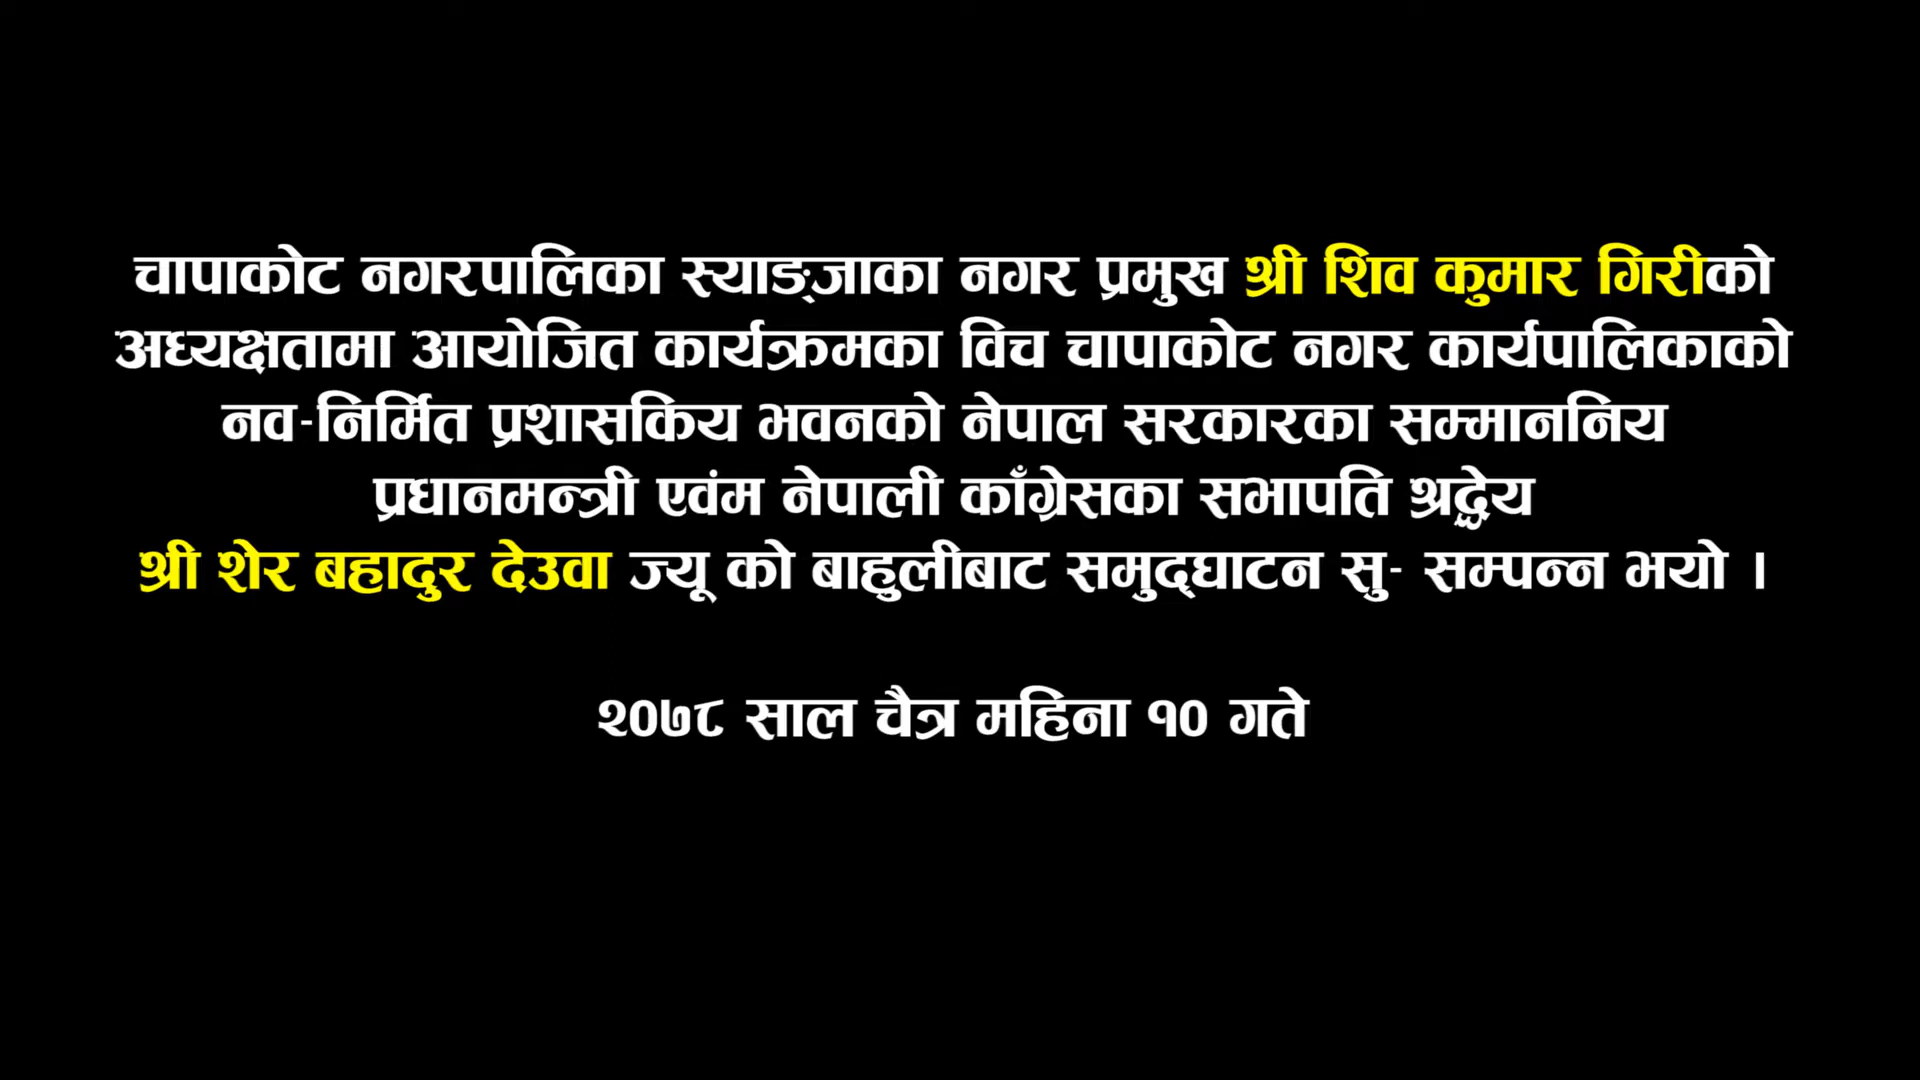 चापाकोट नगरपालिका स्याङ्जाका नगर प्रमुख श्री शिव कुमार गिरीको
अध्यक्षतामा आयोजित कार्यक्रमका विच चापाकोट नगर कार्यपालिकाको
नव-निर्मित प्रशासकिय भवनको नेपाल सरकारका सम्माननिय
प्रधानमन्त्री एवंम नेपाली काँग्रेसका सभापति श्रद्धेय
श्री शेर बहादुर देउवा ज्यू को बाहुलीबाट समुद्घाटन सु- सम्पन्न भयो ।
२०७८ साल चैत्र महिना १० गते